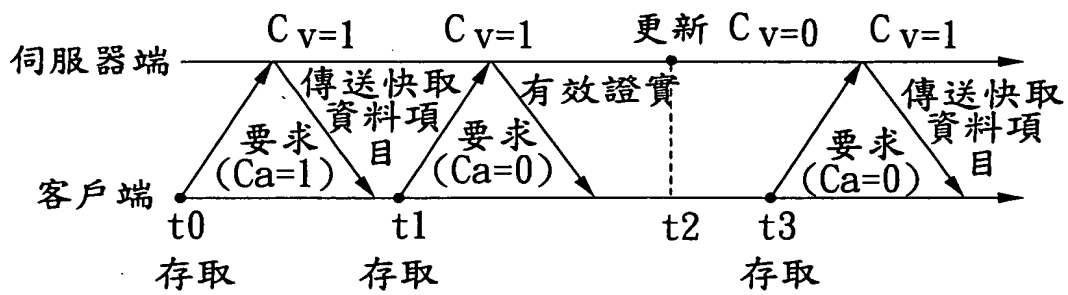 C v=1
C v=1
更新 C v=0
C v=1
伺服器端
傳送快取
資料項
目
有效證實
傳送快取
資料項
目
要求
(Ca=1)
要求
(Ca=0)
要求
(Ca=0)
客戶端
t0
t1
t2
t3
存取
存取
存取